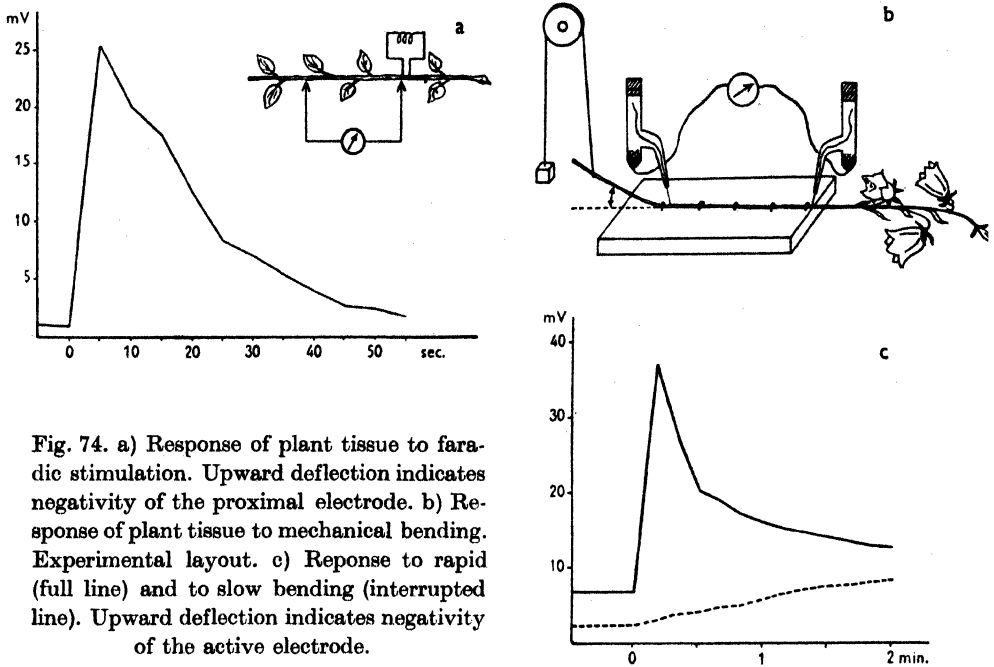 mV
a
25
20
15
10
5
0 10 20 30 40 50 sec.
b
mV
c
40
30
20
10
0 1 2 min.
Fig. 74. a) Response of plant tissue to fara-
dic stimulation. Upward deflection indicates
negativity of the proximal electrode. b) Re-
sponse of plant tissue to mechanical bending.
Experimental layout. c) Reponse to rapid
(full line) and to slow bending (interrupted
line). Upward deflection indicates negativity
of the active electrode.